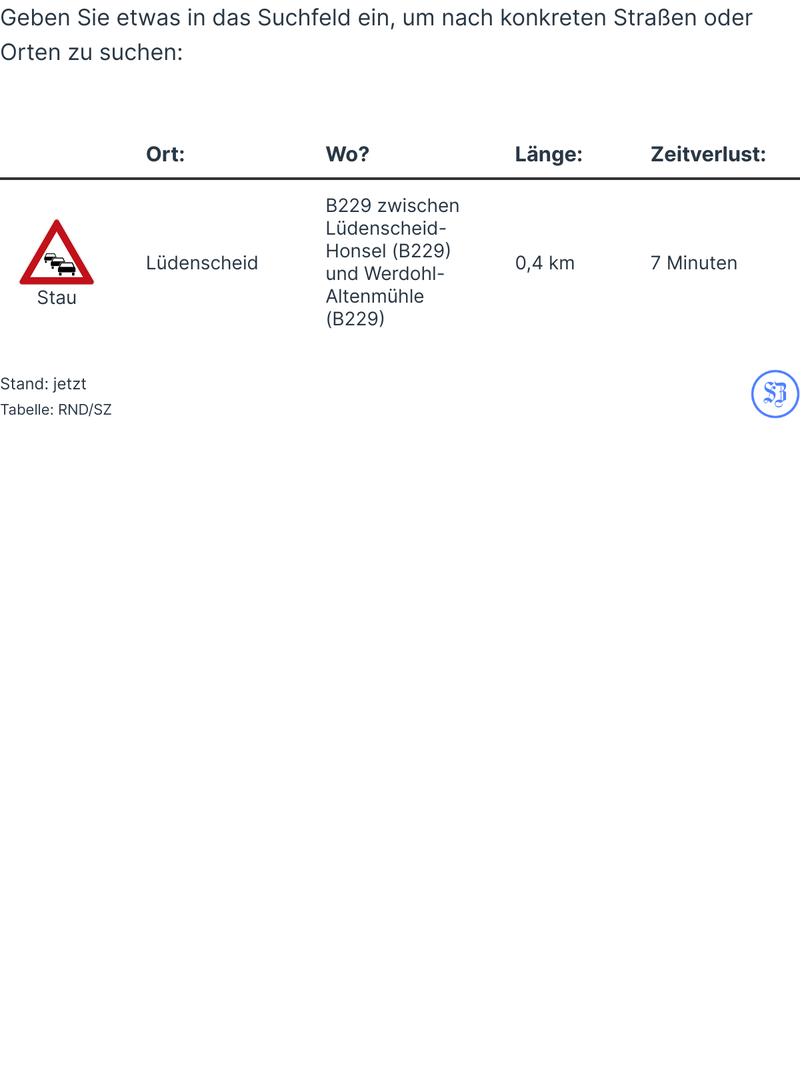 Geben Sie etwas in das Suchfeld ein, um nach konkreten Straßen oder
Orten zu suchen:
Ort: Wo? Länge: Zeitverlust:
Stau
Lüdenscheid
B229 zwischen
Lüdenscheid-
Honsel (B229)
und Werdohl-
Altenmühle
(B229)
0,4 km
7 Minuten
Stand: jetzt
Tabelle: RND/SZ
SZ